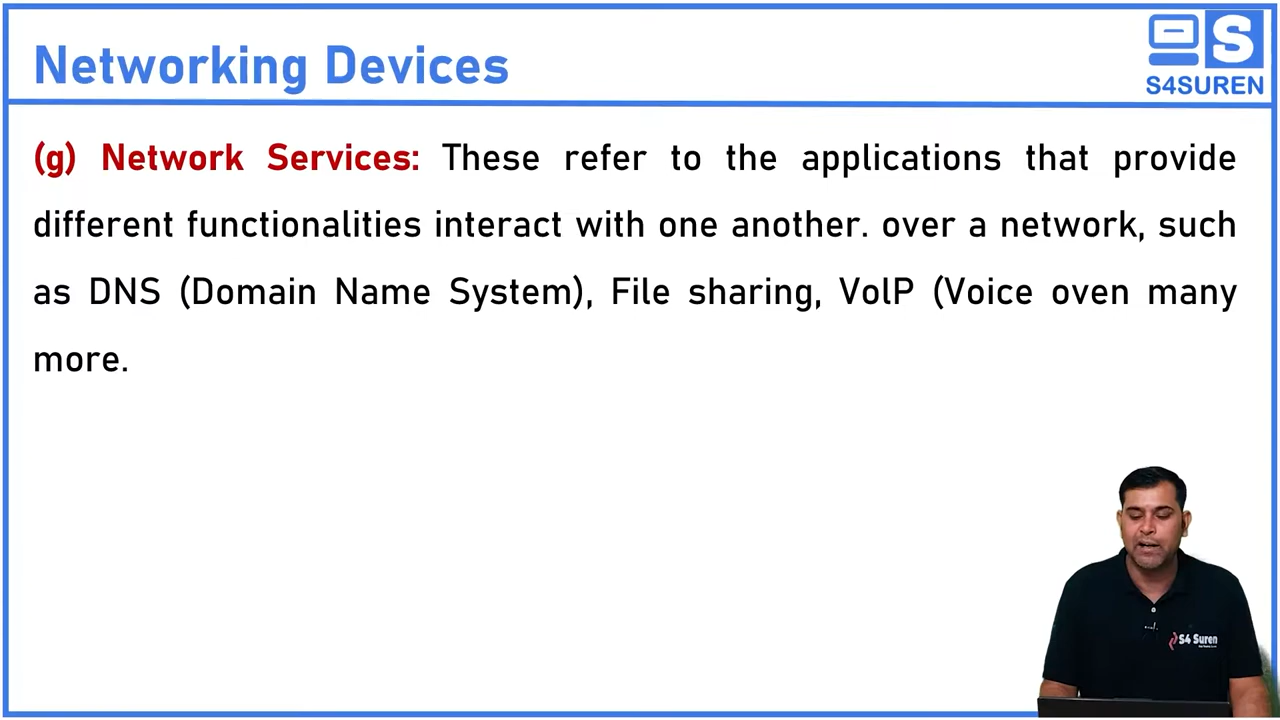 Networking Devices
S
S4SUREN
(g) Network Services: These refer to the applications that provide
different functionalities interact with one another. over a network, such
as DNS (Domain Name System), File sharing, VolP (Voice oven many
more.
S4 Suren